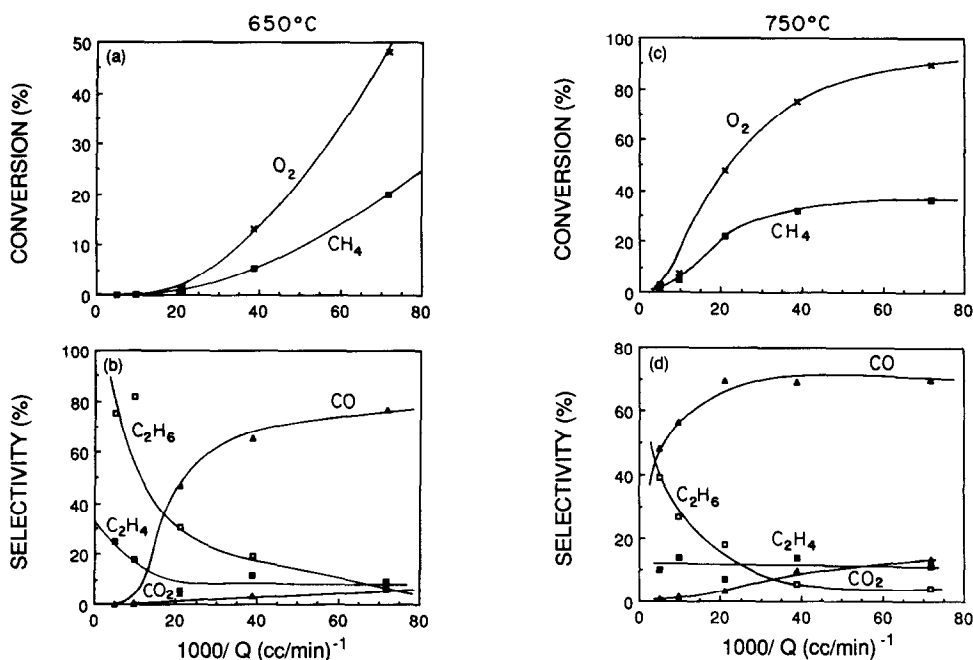 650°C
750°C
(a)
50
40
30
20
10
0
CONVERSION (%)
O₂
CH₄
0 20 40 60 80
(c)
100
80
60
40
20
0
CONVERSION (%)
O₂
CH₄
0 20 40 60 80
(b)
100
80
60
40
20
0
SELECTIVITY (%)
CO
C₂H₆
C₂H₄
CO₂
0 20 40 60 80
1000/ Q (cc/min)⁻¹
(d)
80
60
40
20
0
SELECTIVITY (%)
CO
C₂H₆
C₂H₄
CO₂
0 20 40 60 80
1000/ Q (cc/min)⁻¹